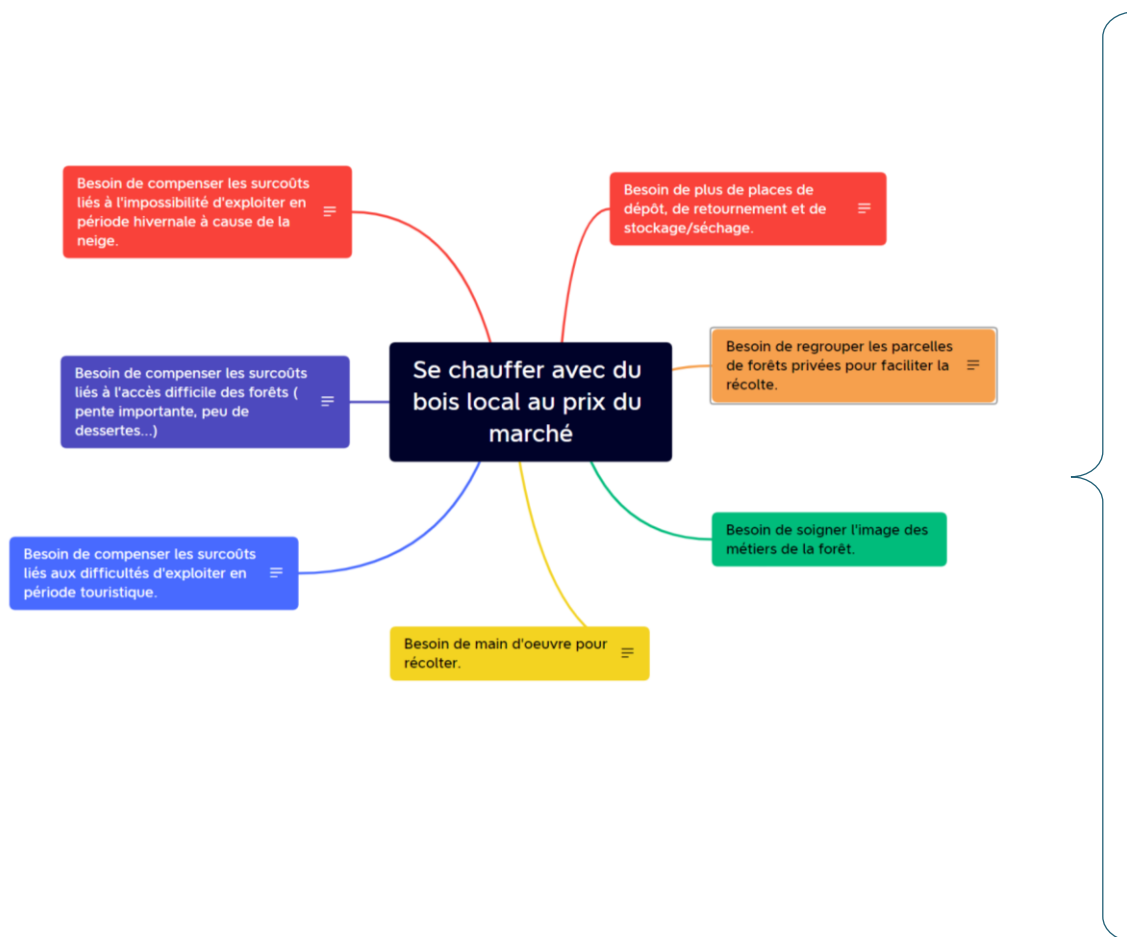 Besoin de compenser les surcoûts
liés à l'impossibilité d'exploiter en
période hivernale à cause de la
neige.
Besoin de plus de places de
dépôt, de retournement et de
stockage/séchage.
Besoin de compenser les surcoûts
liés à l'accès difficile des forêts (
pente importante, peu de
dessertes...)
Se chauffer avec du
bois local au prix du
marché
Besoin de regrouper les parcelles
de forêts privées pour faciliter la
récolte.
Besoin de compenser les surcoûts
liés aux difficultés d'exploiter en
période touristique.
Besoin de soigner l'image des
métiers de la forêt.
Besoin de main d'oeuvre pour
récolter.